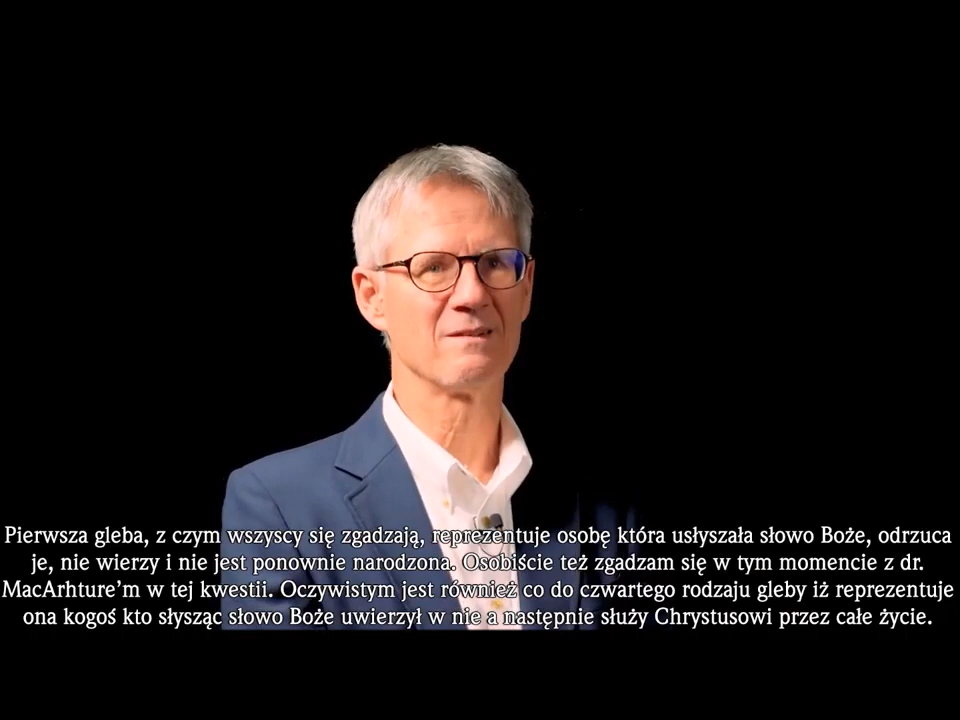 Pierwsza gleba, z czym wszyscy się zgadzają, reprezentuje osobę która usłyszała słowo Boże, odrzuca
je, nie wierzy i nie jest ponownie narodzona. Osobiście też zgadzam się w tym momencie z dr.
MacArhture’m w tej kwestii. Oczywistym jest również co do czwartego rodzaju gleby iż reprezentuje
ona kogoś kto słysząc słowo Boże uwierzył w nie a następnie służy Chrystusowi przez całe życie.